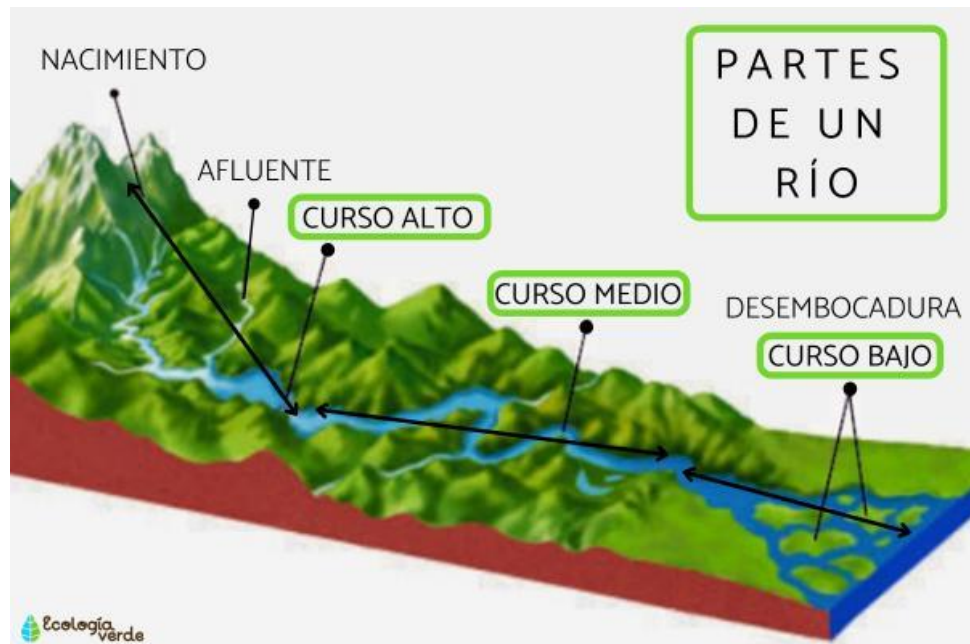 PARTES
DE UN
RÍO
NACIMIENTO
AFLUENTE
CURSO ALTO
CURSO MEDIO
DESEMBOCADURA
CURSO BAJO
Ecología
verde